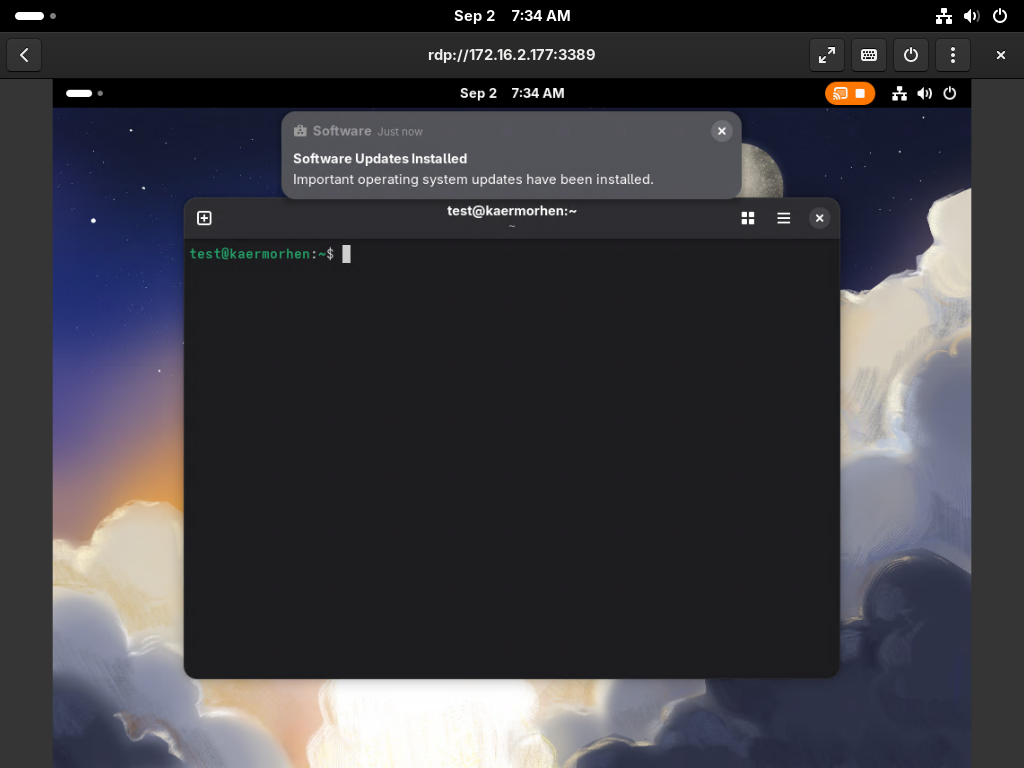 Sep 2 7:34 AM
rdp://172.16.2.177:3389
Sep 2 7:34 AM
Software Just now
Software Updates Installed
Important operating system updates have been installed.
test@kaermorhen:~
~
test@kaermorhen:~$